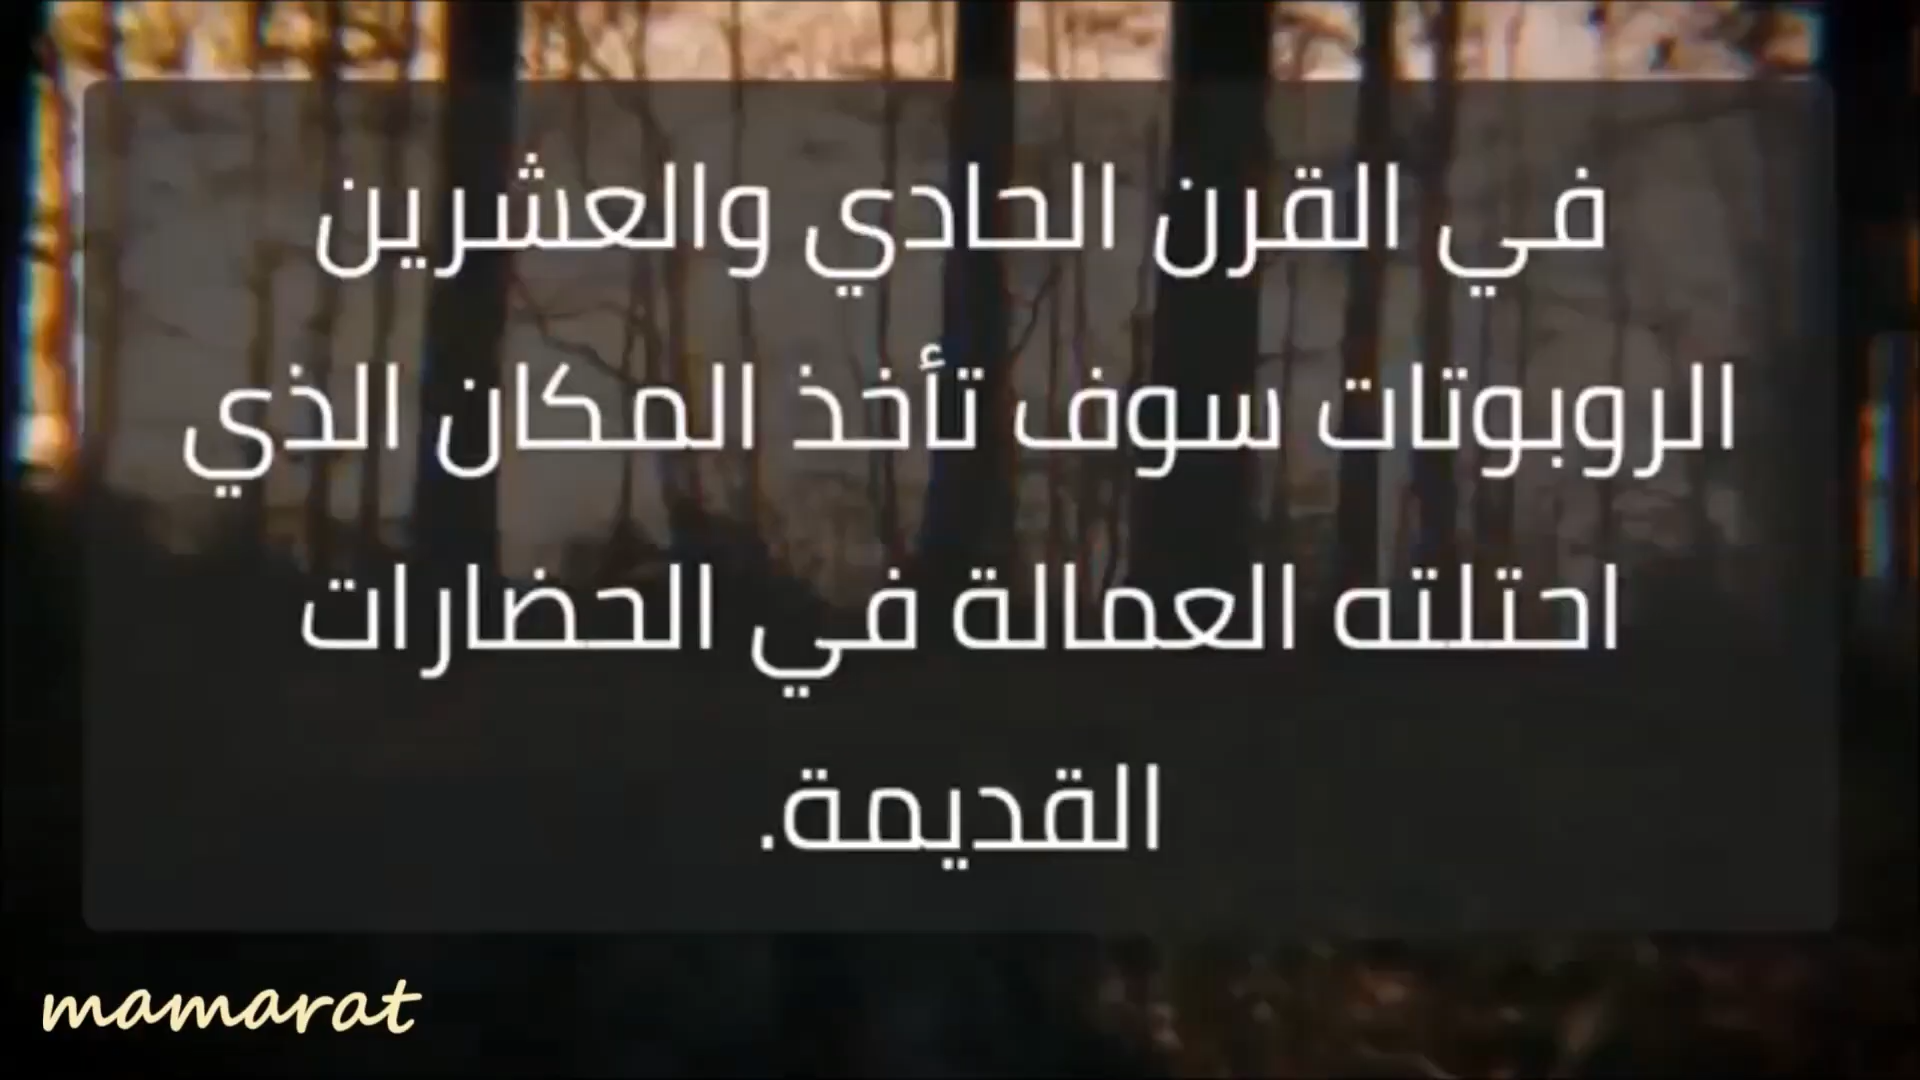 في القرن الحادي والعشرين
الروبوتات سوف تأخذ المكان الذي
احتلته العمالة في الحضارات
القديمة.
mamarat